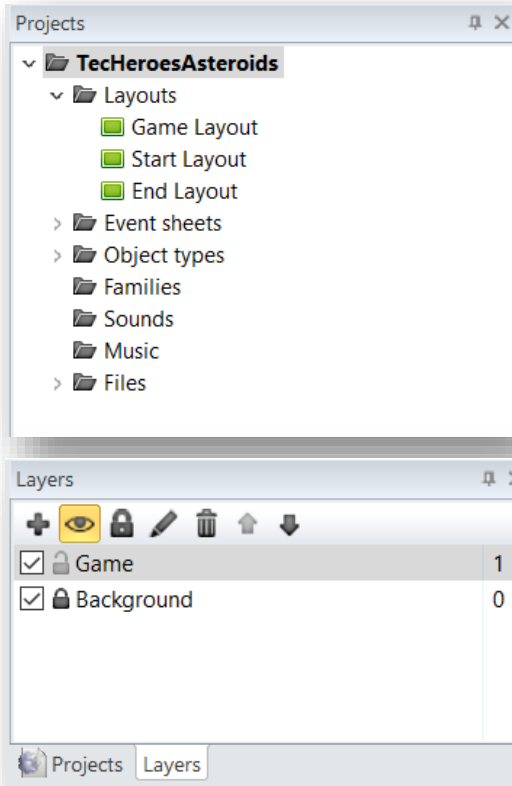 Projects
TecHeroesAsteroids
Layouts
Game Layout
Start Layout
End Layout
Event sheets
Object types
Families
Sounds
Music
Files
Layers
Game 1
Background 0
Projects Layers